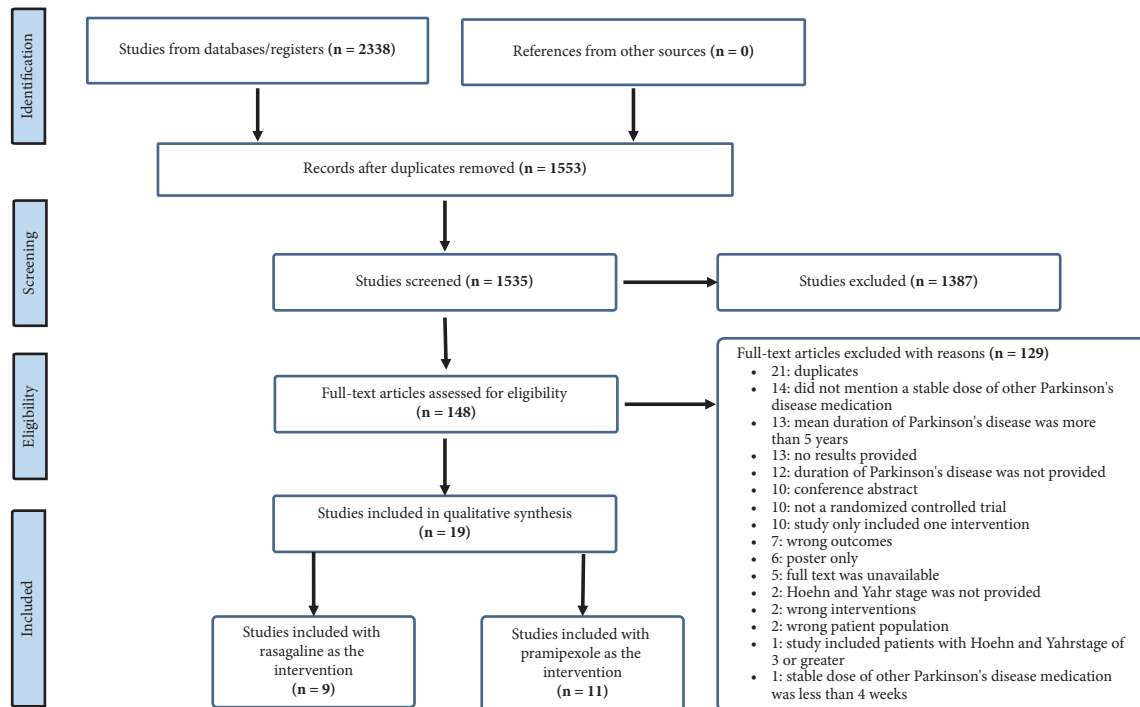 Identification
Studies from databases/registers (n = 2338)
References from other sources (n = 0)
Records after duplicates removed (n = 1553)
Screening
Studies screened (n = 1535)
Studies excluded (n = 1387)
Eligibility
Full-text articles assessed for eligibility
(n = 148)
Full-text articles excluded with reasons (n = 129)
• 21: duplicates
• 14: did not mention a stable dose of other Parkinson's
disease medication
• 13: mean duration of Parkinson's disease was more
than 5 years
• 13: no results provided
• 12: duration of Parkinson's disease was not provided
• 10: conference abstract
• 10: not a randomized controlled trial
• 10: study only included one intervention
• 7: wrong outcomes
• 6: poster only
• 5: full text was unavailable
• 2: Hoehn and Yahr stage was not provided
• 2: wrong interventions
• 2: wrong patient population
• 1: study included patients with Hoehn and Yahrstage of
3 or greater
• 1: stable dose of other Parkinson's disease medication
was less than 4 weeks
Included
Studies included in qualitative synthesis
(n = 19)
Studies included with
rasagaline as the
intervention
(n = 9)
Studies included with
pramipexole as the
intervention
(n = 11)